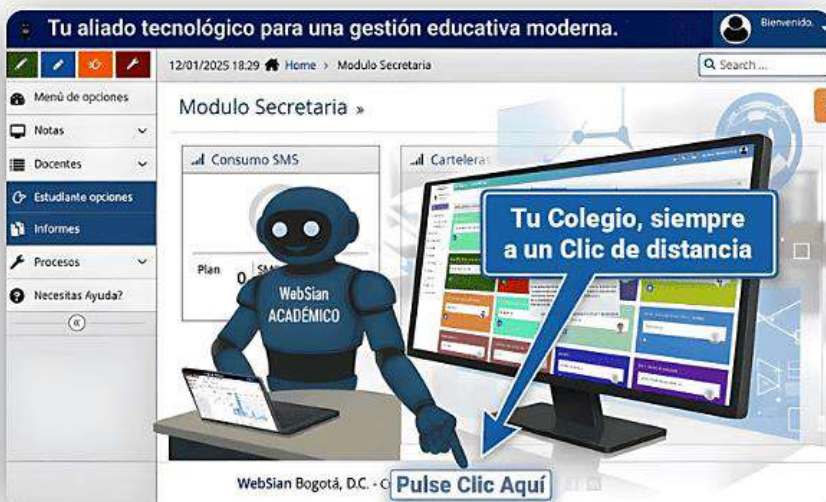 Tu aliado tecnológico para una gestión educativa moderna.
Bienvenido.
12/01/2025 18.29 Home > Modulo Secretaria
Search ...
Menú de opciones
Notas
Docentes
Estudiante opciones
Informes
Procesos
Necesitas Ayuda?
Modulo Secretaria »
Consumo SMS
Carteleras
Plan 0
WebSian
ACADÉMICO
Tu Colegio, siempre
a un Clic de distancia
WebSian Bogotá, D.C. - C
Pulse Clic Aquí